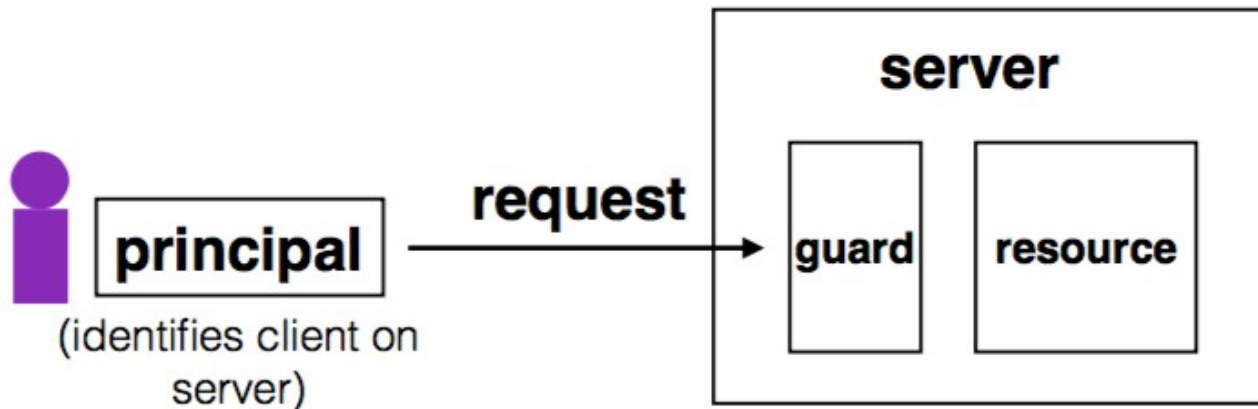 server
request
principal
guard
resource
(identifies client on
server)